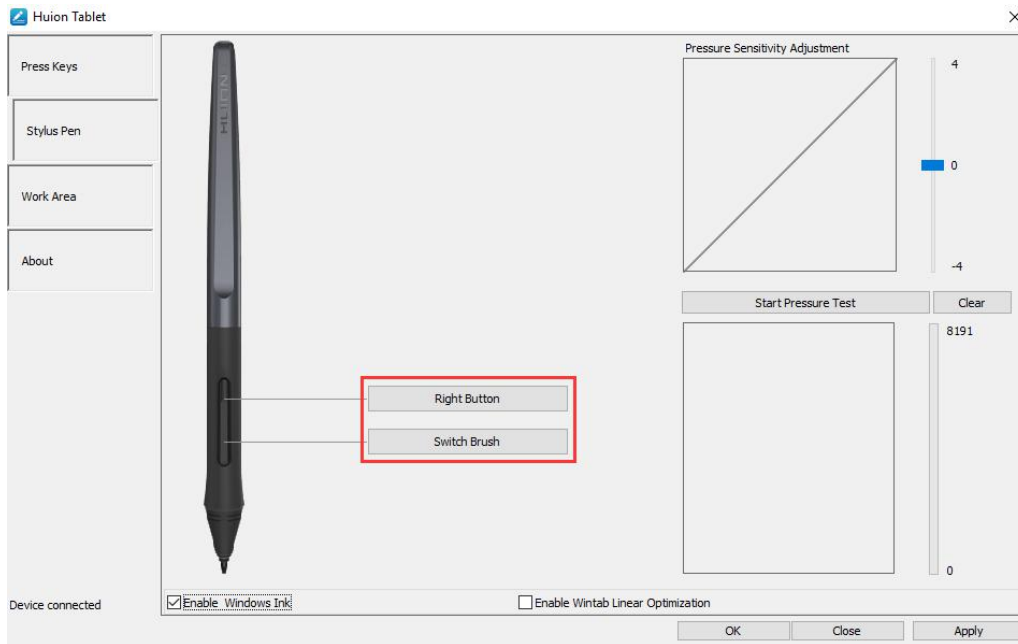 Huion Tablet
Press Keys
Stylus Pen
Work Area
About
Device connected
HUION
Right Button
Switch Brush
Pressure Sensitivity Adjustment
4
0
-4
Start Pressure Test
Clear
8191
0
Enable Windows Ink
Enable Wintab Linear Optimization
OK
Close
Apply